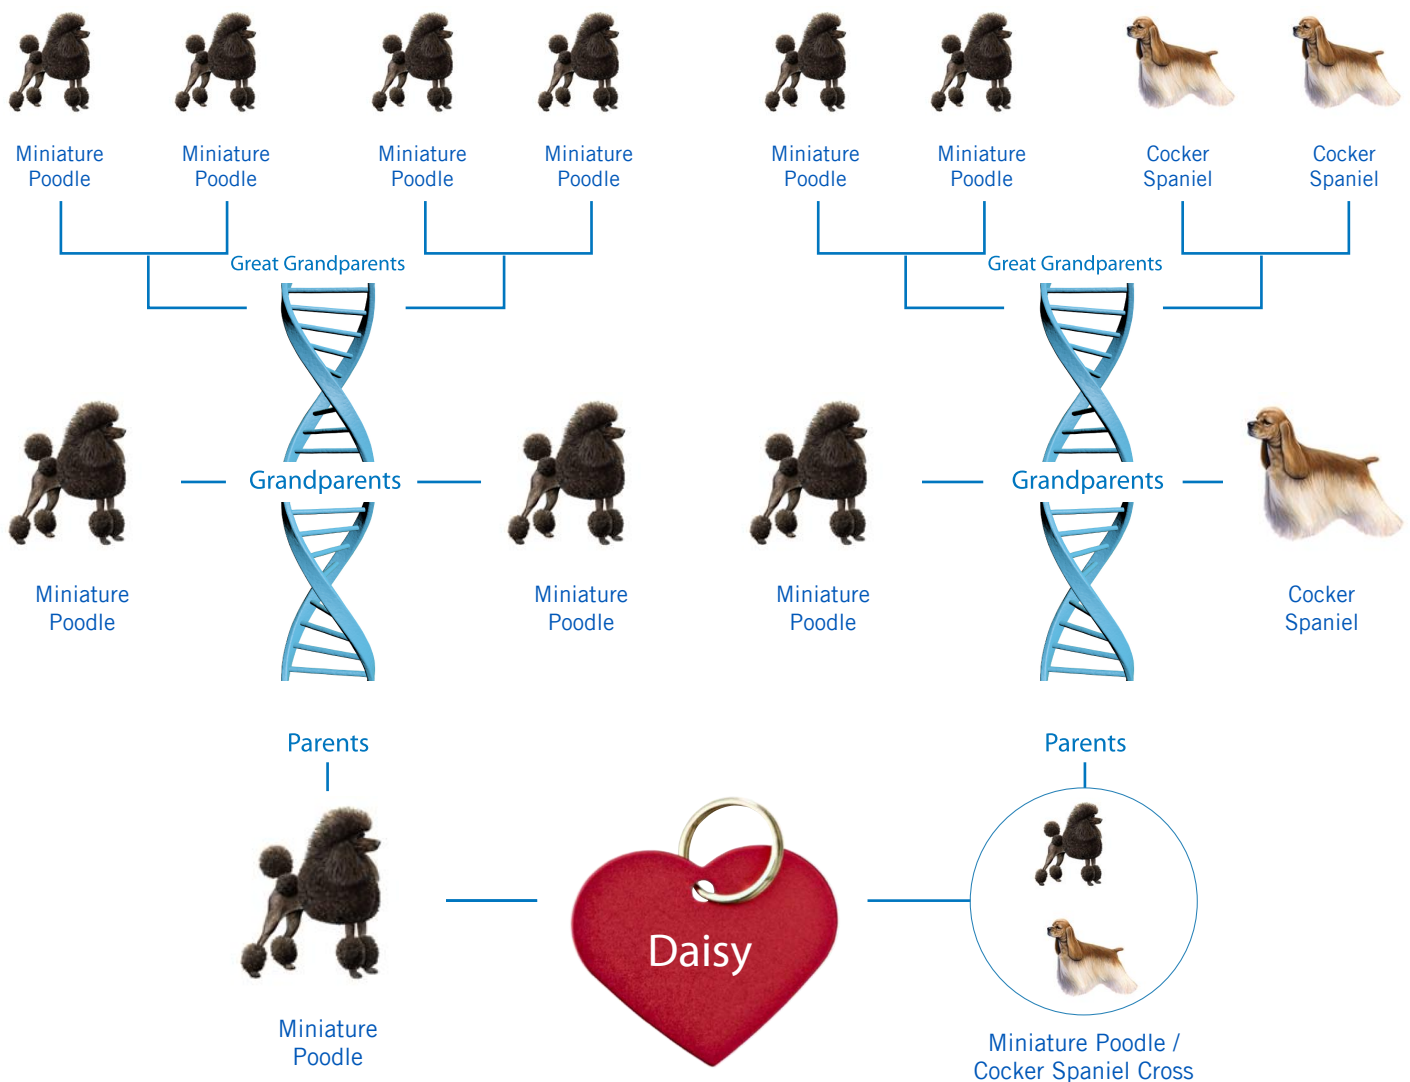 Miniature
Poodle
Miniature
Poodle
Miniature
Poodle
Miniature
Poodle
Miniature
Poodle
Miniature
Poodle
Cocker
Spaniel
Cocker
Spaniel
Great Grandparents
Great Grandparents
Grandparents
Grandparents
Miniature
Poodle
Miniature
Poodle
Miniature
Poodle
Cocker
Spaniel
Parents
Parents
Daisy
Miniature
Poodle
Miniature Poodle /
Cocker Spaniel Cross